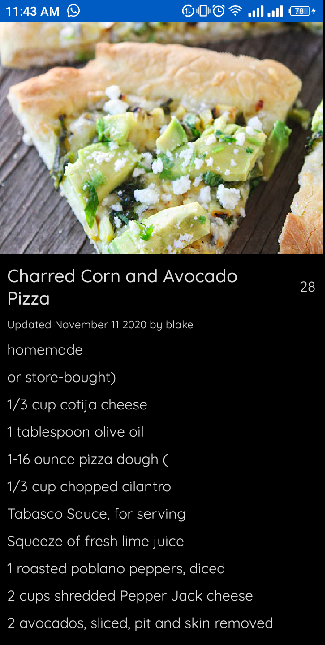 11:43 AM
78
Charred Corn and Avocado
Pizza
28
Updated November 11 2020 by blake
homemade
or store-bought)
1/3 cup cotija cheese
1 tablespoon olive oil
1-16 ounce pizza dough (
1/3 cup chopped cilantro
Tabasco Sauce, for serving
Squeeze of fresh lime juice
1 roasted poblano peppers, diced
2 cups shredded Pepper Jack cheese
2 avocados, sliced, pit and skin removed